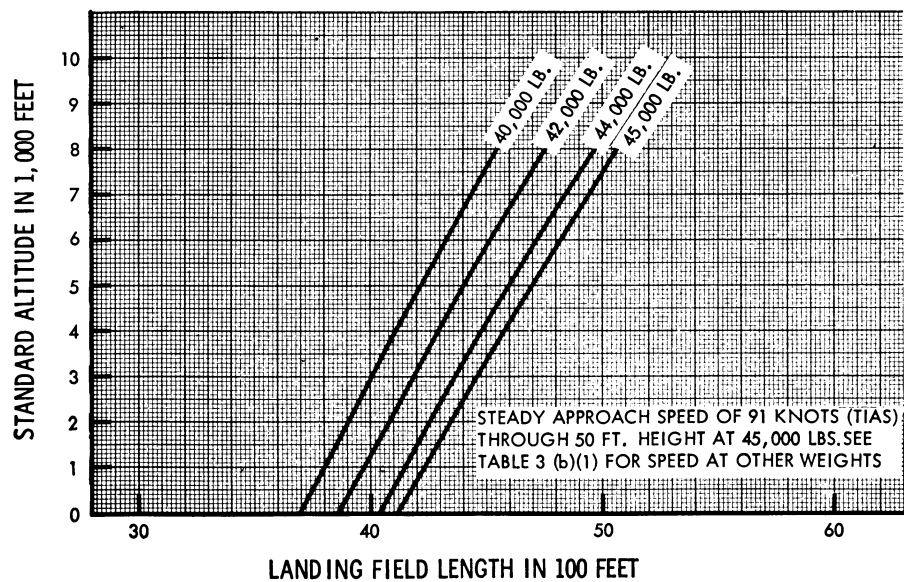 STANDARD ALTITUDE IN 1,000 FEET
10
9
8
7
6
5
4
3
2
1
0
40,000 LB.
42,000 LB.
44,000 LB.
45,000 LB.
STEADY APPROACH SPEED OF 91 KNOTS (TIAS)
THROUGH 50 FT. HEIGHT AT 45,000 LBS.SEE
TABLE 3 (b)(1) FOR SPEED AT OTHER WEIGHTS
30
40
50
60
LANDING FIELD LENGTH IN 100 FEET